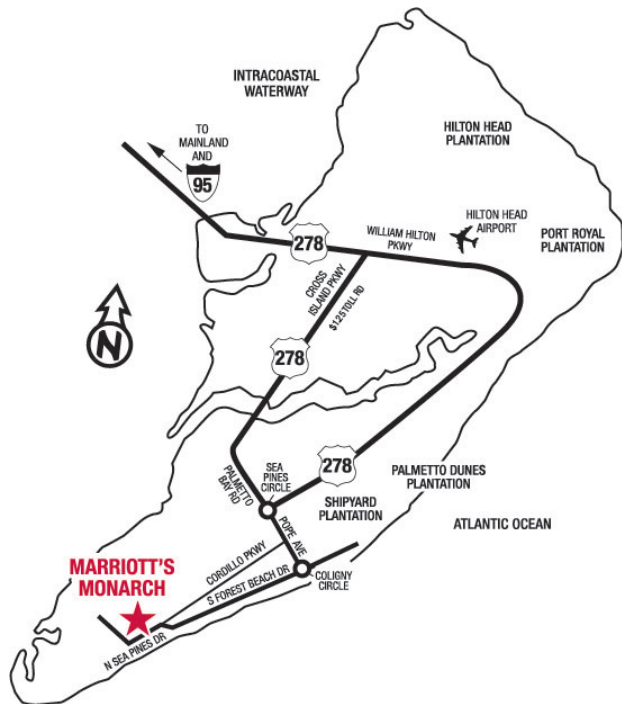 INTRACOASTAL
WATERWAY
TO
MAINLAND
AND
95
HILTON HEAD
PLANTATION
HILTON HEAD
AIRPORT
PORT ROYAL
PLANTATION
WILLIAM HILTON
PKWY
278
CROSS
ISLAND PKWY
$1.25 TOLL RD
N
278
278
SEA
PINES
CIRCLE
PALMETTO
BAY RD
PALMETTO DUNES
PLANTATION
SHIPYARD
PLANTATION
ATLANTIC OCEAN
POPE AVE
CORDILLO PKWY
S FOREST BEACH DR
COLIGNY
CIRCLE
MARRIOTT'S
MONARCH
N SEA PINES DR